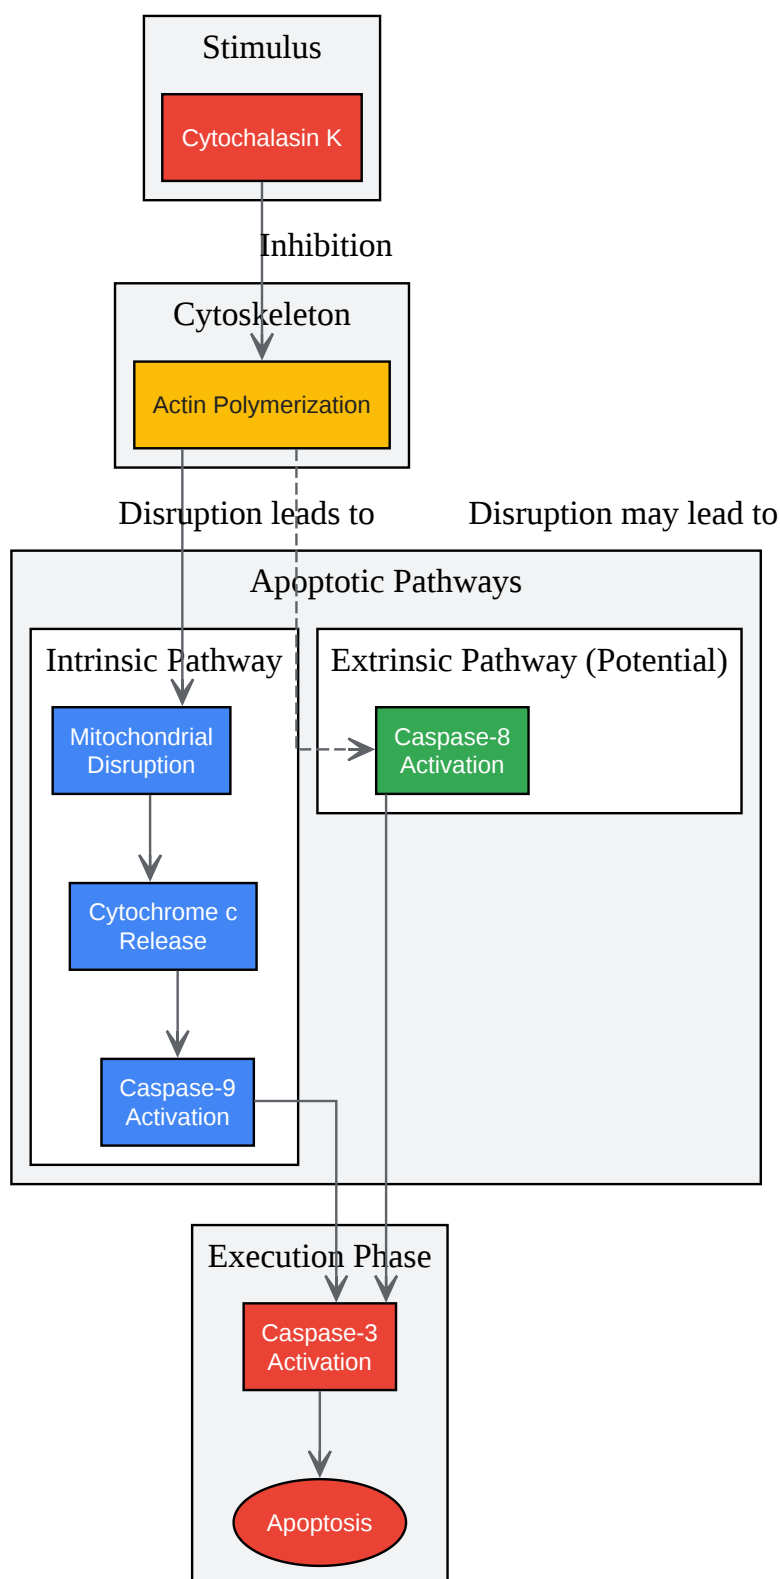 Stimulus
Cytochalasin K
Inhibition
Cytoskeleton
Actin Polymerization
Disruption leads to
Disruption may lead to
Apoptotic Pathways
Intrinsic Pathway
Extrinsic Pathway (Potential)
Mitochondrial
Disruption
Caspase-8
Activation
Cytochrome c
Release
Caspase-9
Activation
Execution Phase
Caspase-3
Activation
Apoptosis